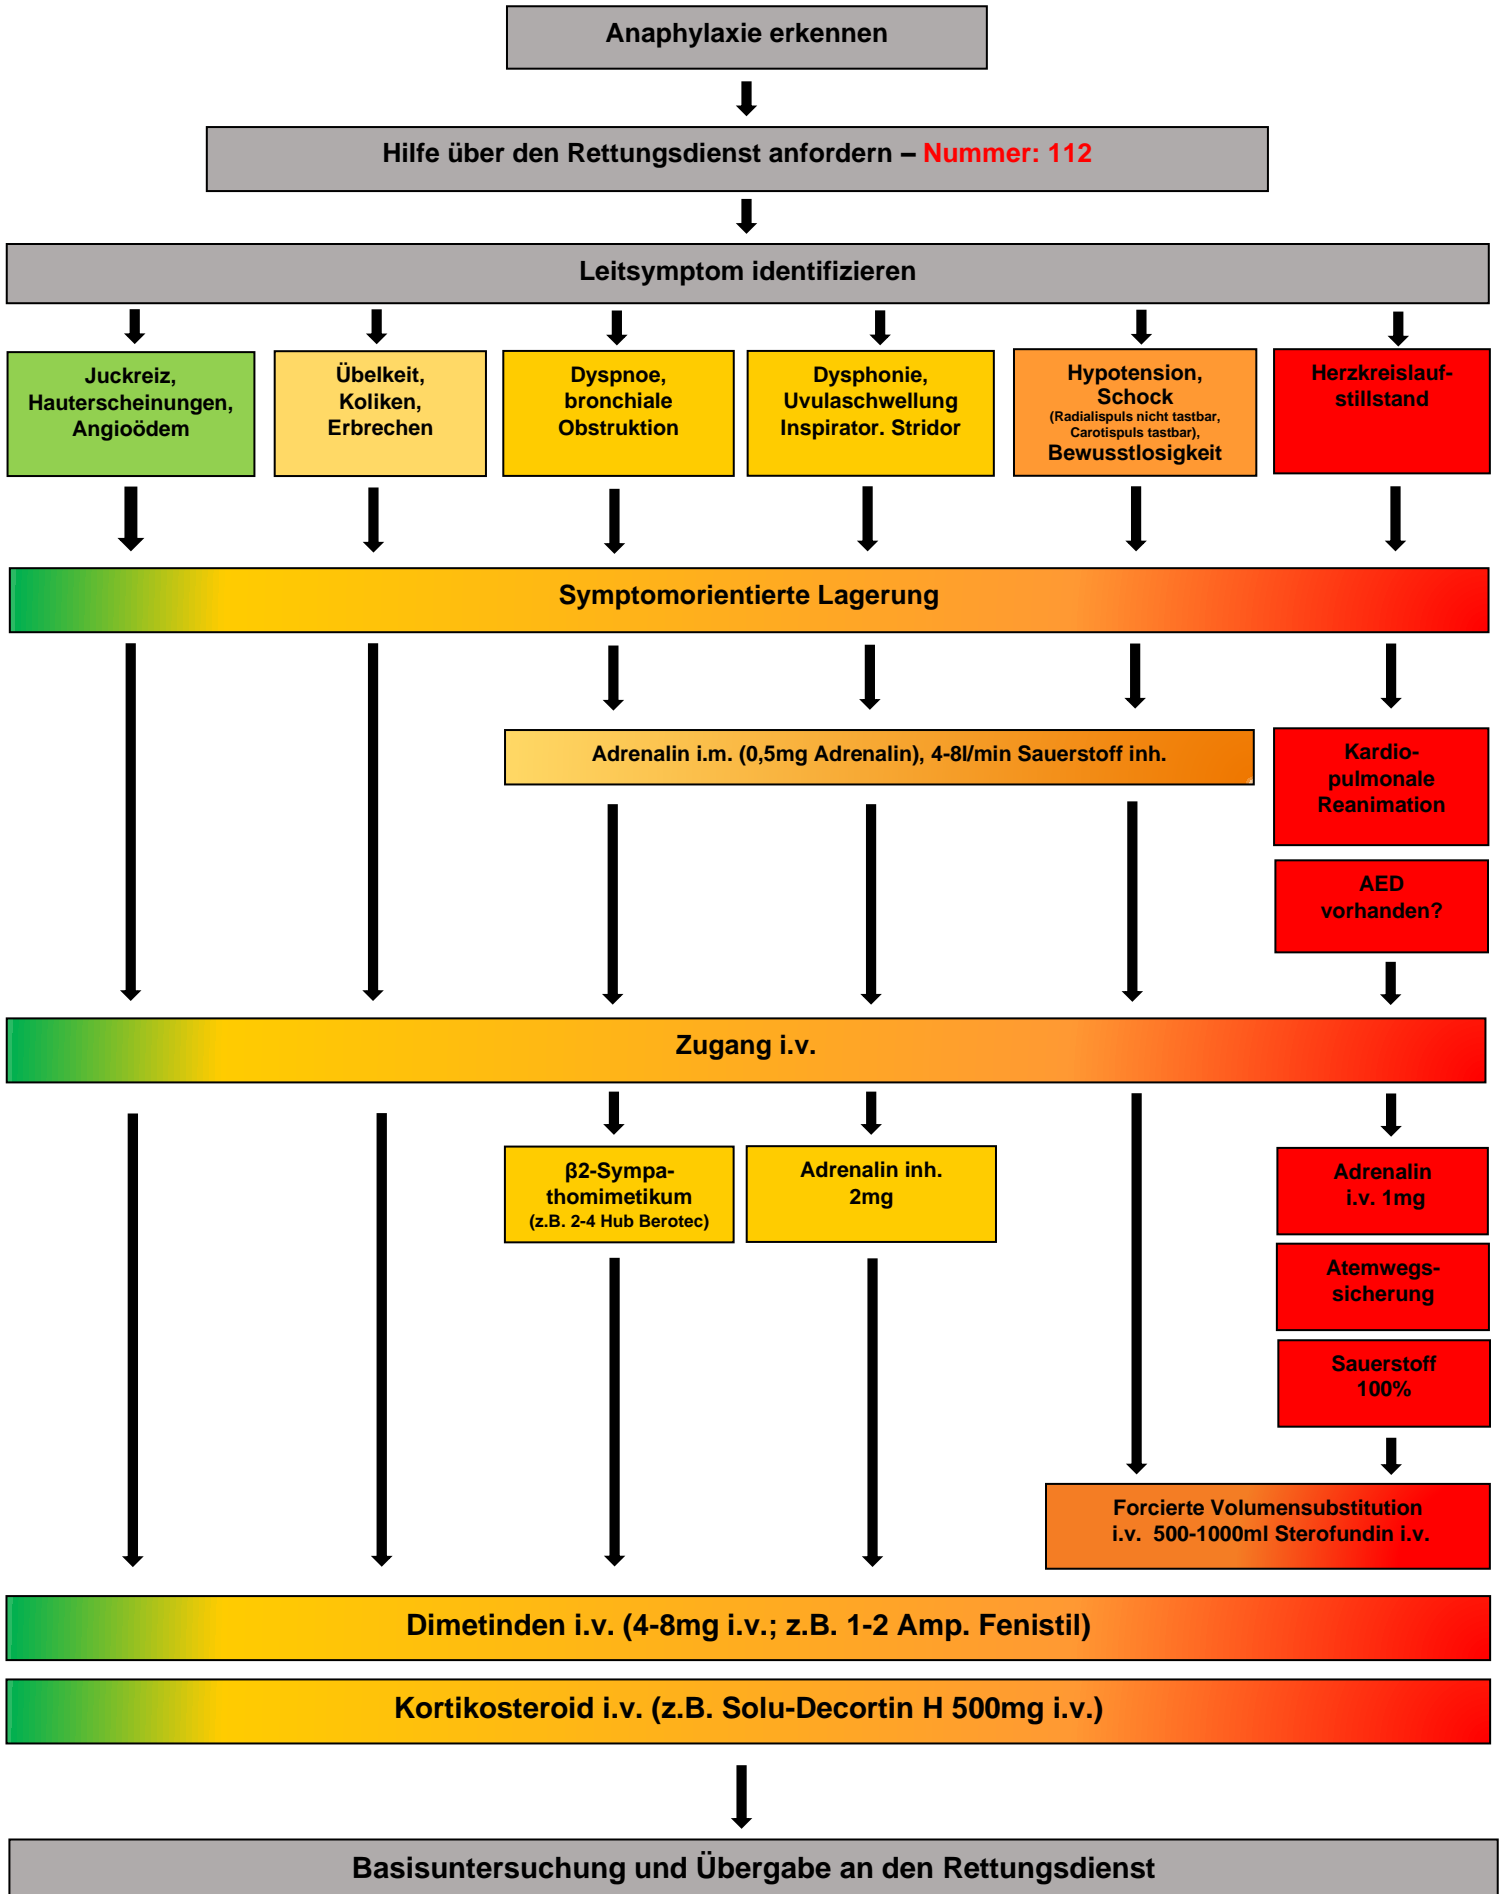 Anaphylaxie erkennen
Hilfe über den Rettungsdienst anfordern – Nummer: 112
Leitsymptom identifizieren
Juckreiz,
Hauterscheinungen,
Angioödem
Übelkeit,
Koliken,
Erbrechen
Dyspnoe,
bronchiale
Obstruktion
Dysphonie,
Uvulaschwellung
Inspirator. Stridor
Hypotension,
Schock
(Radialispuls nicht tastbar,
Carotispuls tastbar),
Bewusstlosigkeit
Herzkreislauf-
stillstand
Symptomorientierte Lagerung
Adrenalin i.m. (0,5mg Adrenalin), 4-8l/min Sauerstoff inh.
Kardio-
pulmonale
Reanimation
AED
vorhanden?
Zugang i.v.
β2-Sympa-
thomimetikum
(z.B. 2-4 Hub Berotec)
Adrenalin inh.
2mg
Adrenalin
i.v. 1mg
Atemwegs-
sicherung
Sauerstoff
100%
Forcierte Volumensubstitution
i.v. 500-1000ml Sterofundin i.v.
Dimetinden i.v. (4-8mg i.v.; z.B. 1-2 Amp. Fenistil)
Kortikosteroid i.v. (z.B. Solu-Decortin H 500mg i.v.)
Basisuntersuchung und Übergabe an den Rettungsdienst